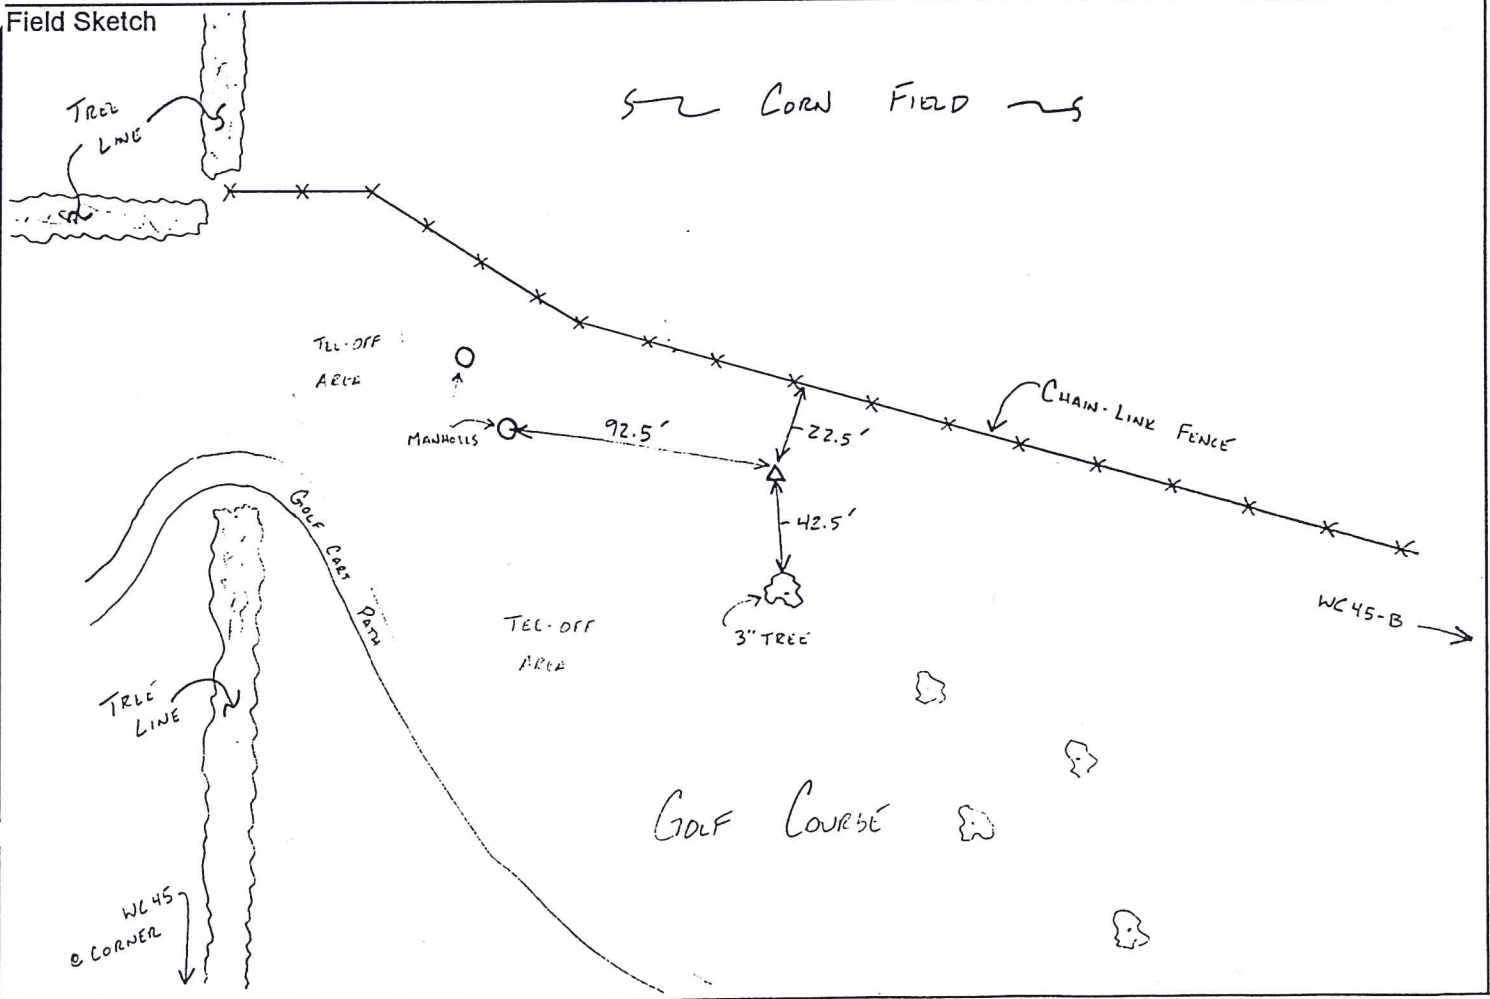 Field Sketch
TREE
LINE
CORN FIELD
TEE-OFF
AREA
MANHOLES
92.5'
22.5'
CHAIN-LINK FENCE
42.5'
GOLF CART PATH
3" TREE
WC45-B
TEE-OFF
AREA
TREE
LINE
GOLF COURSE
WC45
@ CORNER